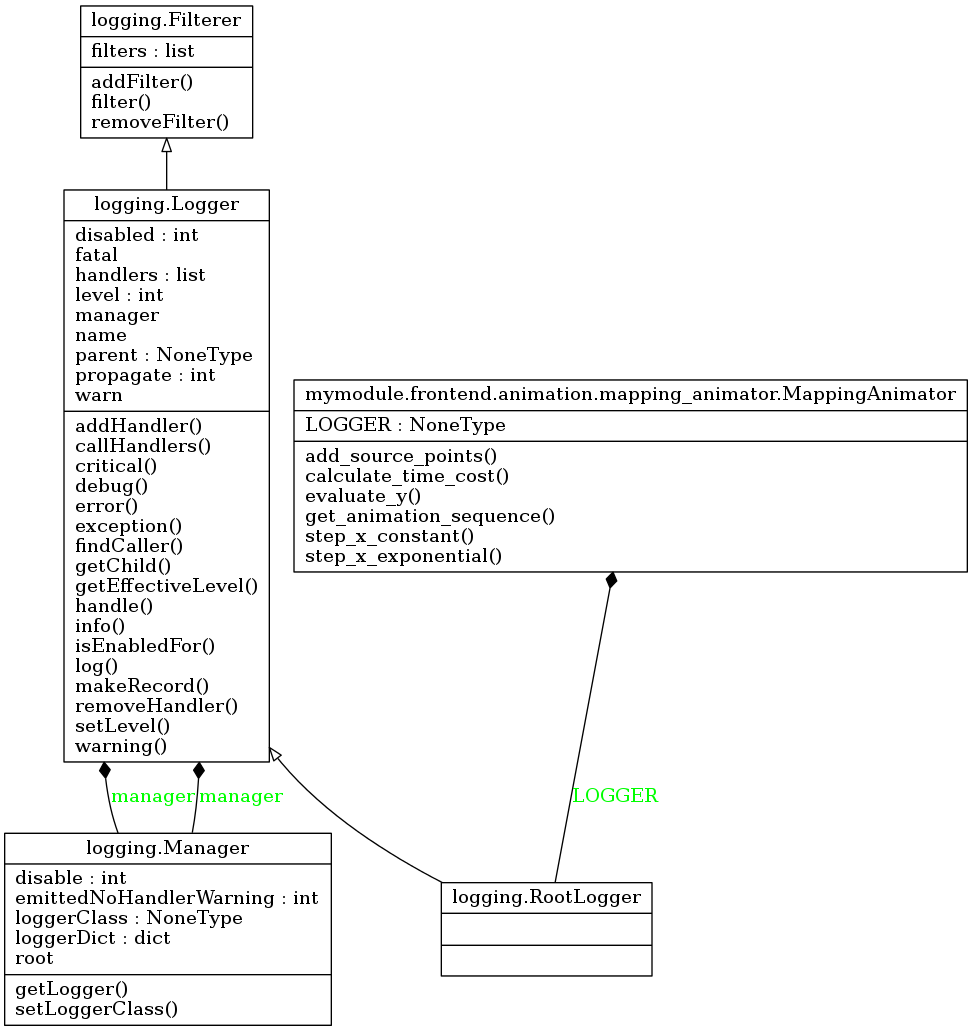 logging.Filterer
filters : list
addFilter()
filter()
removeFilter()
logging.Logger
disabled : int
fatal
handlers : list
level : int
manager
name
parent : NoneType
propagate : int
warn
addHandler()
callHandlers()
critical()
debug()
error()
exception()
findCaller()
getChild()
getEffectiveLevel()
handle()
info()
isEnabledFor()
log()
makeRecord()
removeHandler()
setLevel()
warning()
mymodule.frontend.animation.mapping_animator.MappingAnimator
LOGGER : NoneType
add_source_points()
calculate_time_cost()
evaluate_y()
get_animation_sequence()
step_x_constant()
step_x_exponential()
manager
manager
LOGGER
logging.Manager
disable : int
emittedNoHandlerWarning : int
loggerClass : NoneType
loggerDict : dict
root
getLogger()
setLoggerClass()
logging.RootLogger